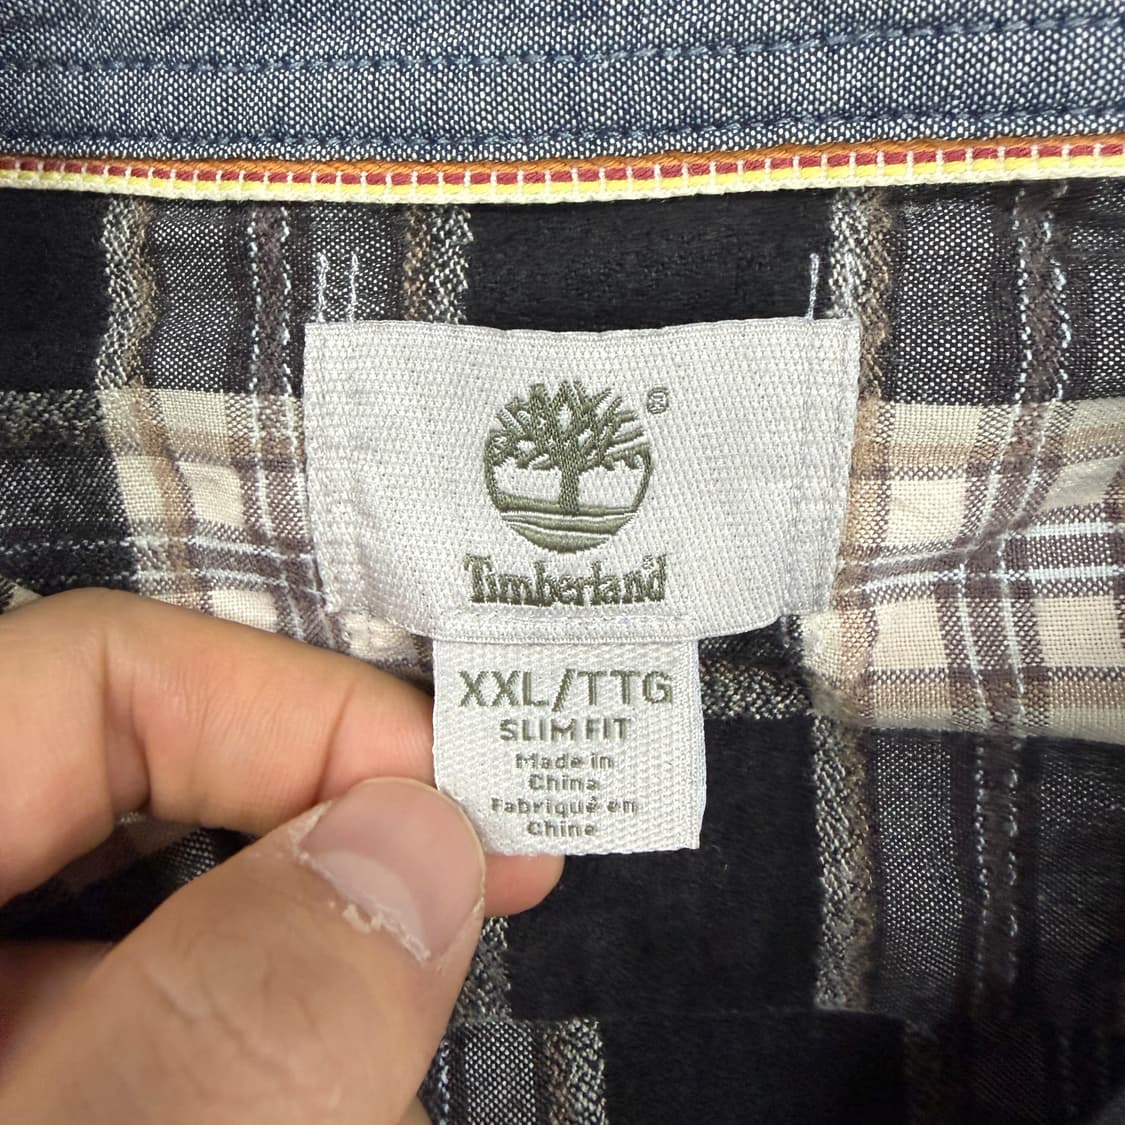 ®
Timberland®
XXL/TTG
SLIM FIT
Made in
China
Fabriqué en
Chine